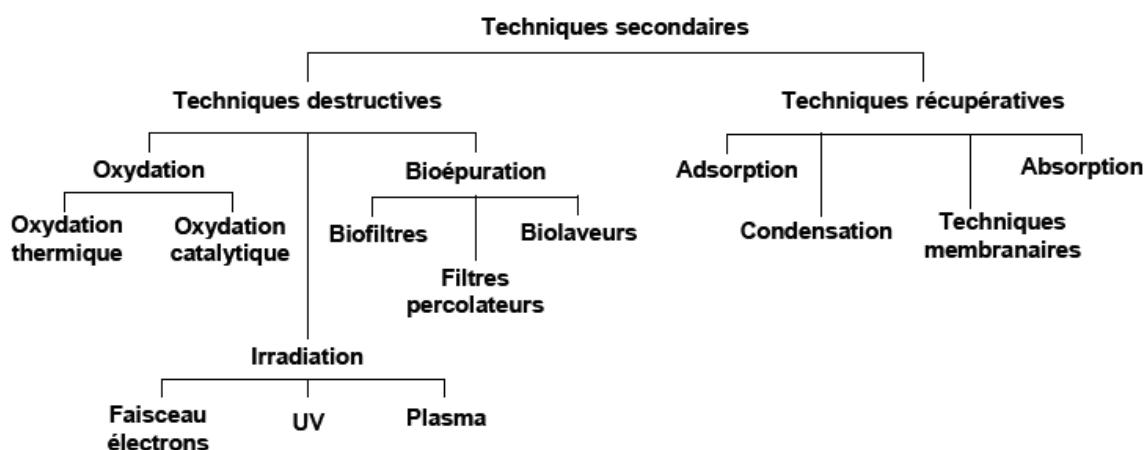 Techniques secondaires
Techniques destructives
Techniques récupératives
Oxydation
Bioépuration
Adsorption
Absorption
Oxydation
thermique
Oxydation
catalytique
Biofiltres
Biolaveurs
Condensation
Techniques
membranaires
Filtres
percolateurs
Irradiation
Faisceau
électrons
UV
Plasma